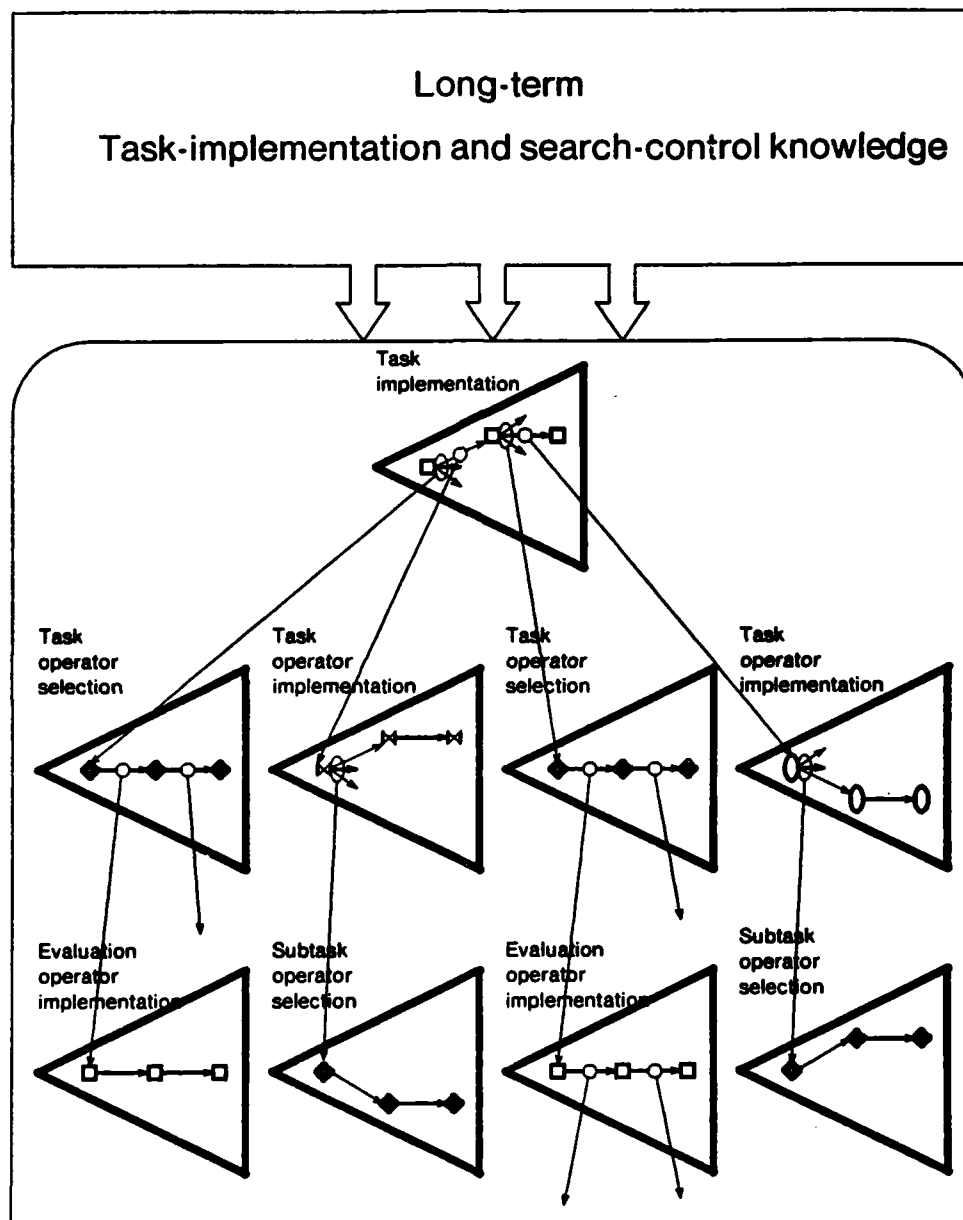 Long-term
Task-implementation and search-control knowledge
Task
implementation
Task
operator
selection
Task
operator
implementation
Task
operator
selection
Task
operator
implementation
Evaluation
operator
implementation
Subtask
operator
selection
Evaluation
operator
implementation
Subtask
operator
selection